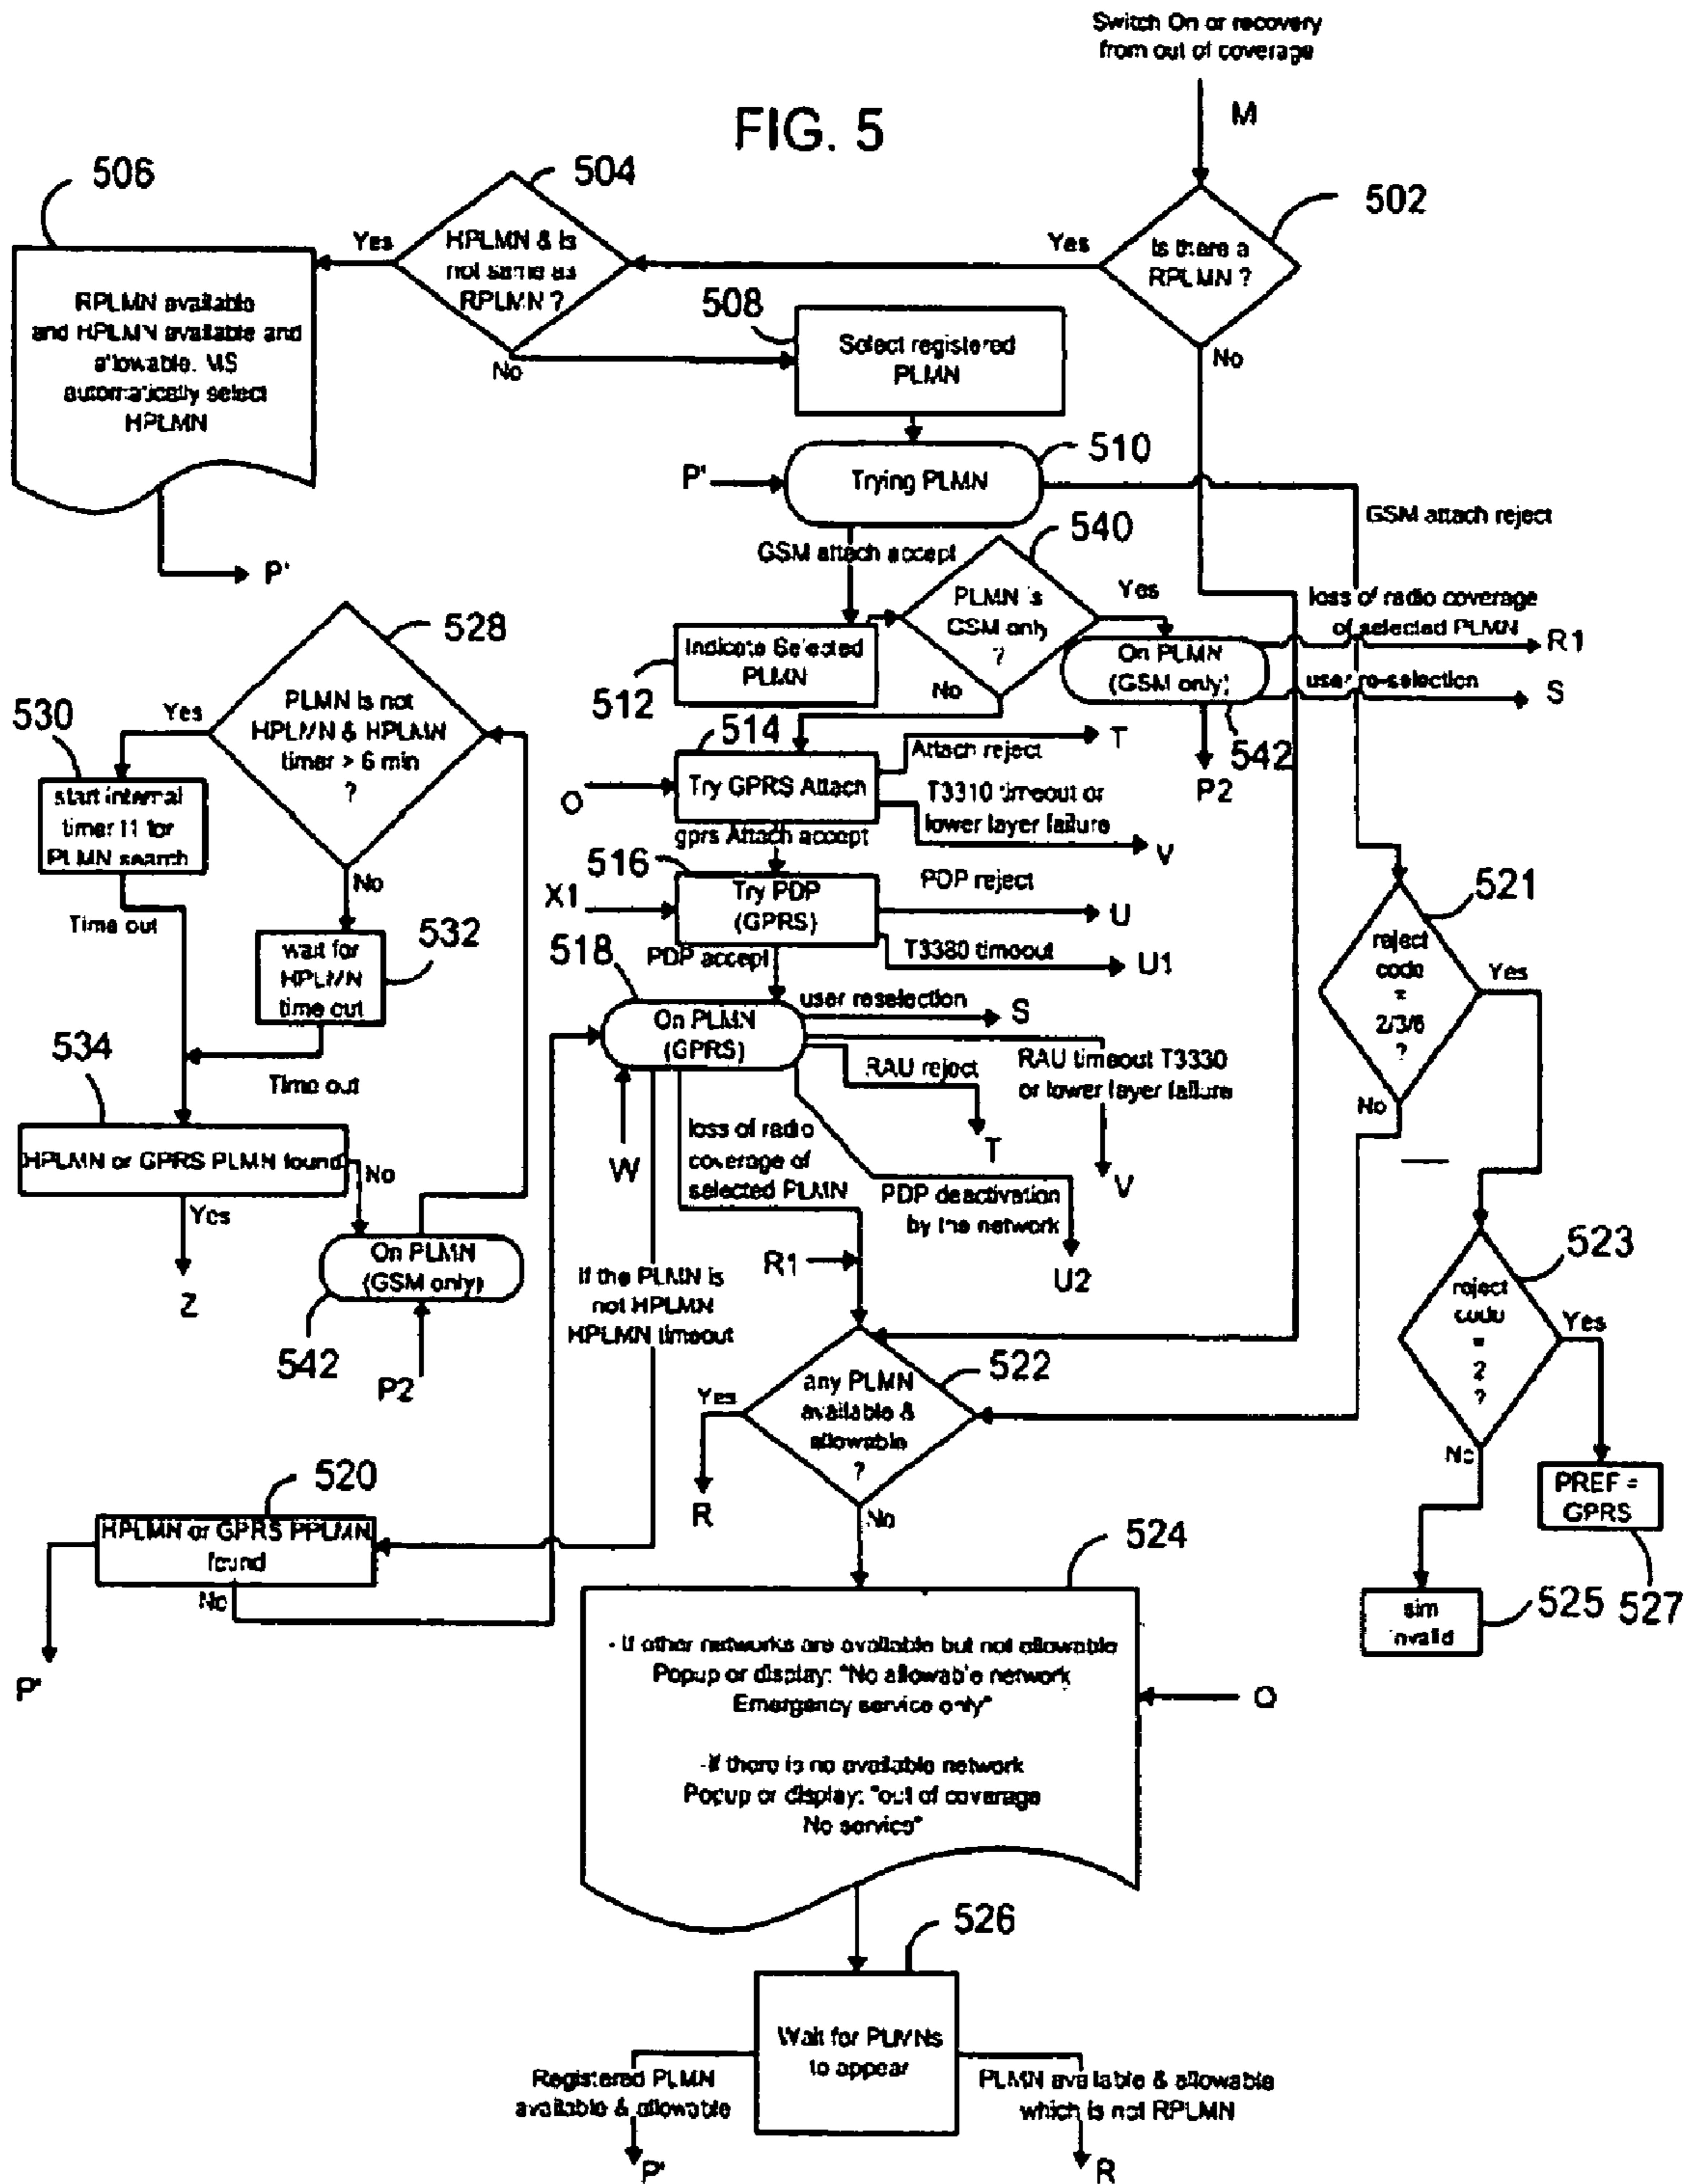 Switch On or recovery
from out of coverage
M
FIG. 5
506
504
502
Yes
HPLMN & is
not same as
RPLMN ?
Yes
Is there a
RPLMN ?
RPLMN available
and HPLMN available and
allowable. MS
automatically select
HPLMN
508
Select registered
PLMN
No
No
P'
Trying PLMN
510
GSM attach reject
GSM attach accept
540
P'
PLMN is
GSM only
?
Yes
loss of radio coverage
of selected PLMN
R1
528
Indicate Selected
PLMN
512
On PLMN
(GSM only)
user re-selection
S
No
542
P2
PLMN is not
HPLMN & HPLMN
timer > 6 min
?
Yes
530
start internal
timer T1 for
PLMN search
514
Attach reject
T
O
Try GPRS Attach
T3310 timeout or
lower layer failure
V
gprs Attach accept
No
Time out
516
X1
Try PDP
(GPRS)
PDP reject
U
T3380 timeout
U1
521
reject
code
=
2/3/6
?
Yes
No
wait for
HPLMN
time out
532
518
PDP accept
user reselection
S
On PLMN
(GPRS)
RAU reject
T
RAU timeout T3330
or lower layer failure
V
534
Time out
HPLMN or GPRS PLMN found
No
Yes
Z
W
loss of radio
coverage of
selected PLMN
PDP deactivation
by the network
U2
On PLMN
(GSM only)
542
P2
R1
If the PLMN is
not HPLMN
HPLMN timeout
523
reject
code
=
2
?
Yes
No
522
any PLMN
available &
allowable
?
Yes
R
No
PREF =
GPRS
527
sim
invalid
525
520
HPLMN or GPRS PPLMN
found
No
P'
524
- If other networks are available but not allowable
Popup or display: "No allowable network
Emergency service only"
-If there is no available network
Popup or display: "out of coverage
No service"
Q
526
Wait for PLMNs
to appear
Registered PLMN
available & allowable
P'
PLMN available & allowable
which is not RPLMN
R